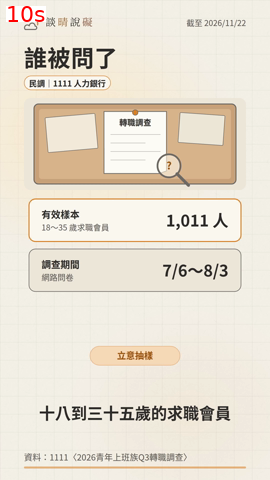 10s
談晴說礙
截至 2026/11/22
誰被問了
民調｜1111 人力銀行
轉職調查
?
有效樣本
18～35 歲求職會員
1,011 人
調查期間
網路問卷
7/6～8/3
立意抽樣
十八到三十五歲的求職會員
資料：1111〈2026青年上班族Q3轉職調查〉